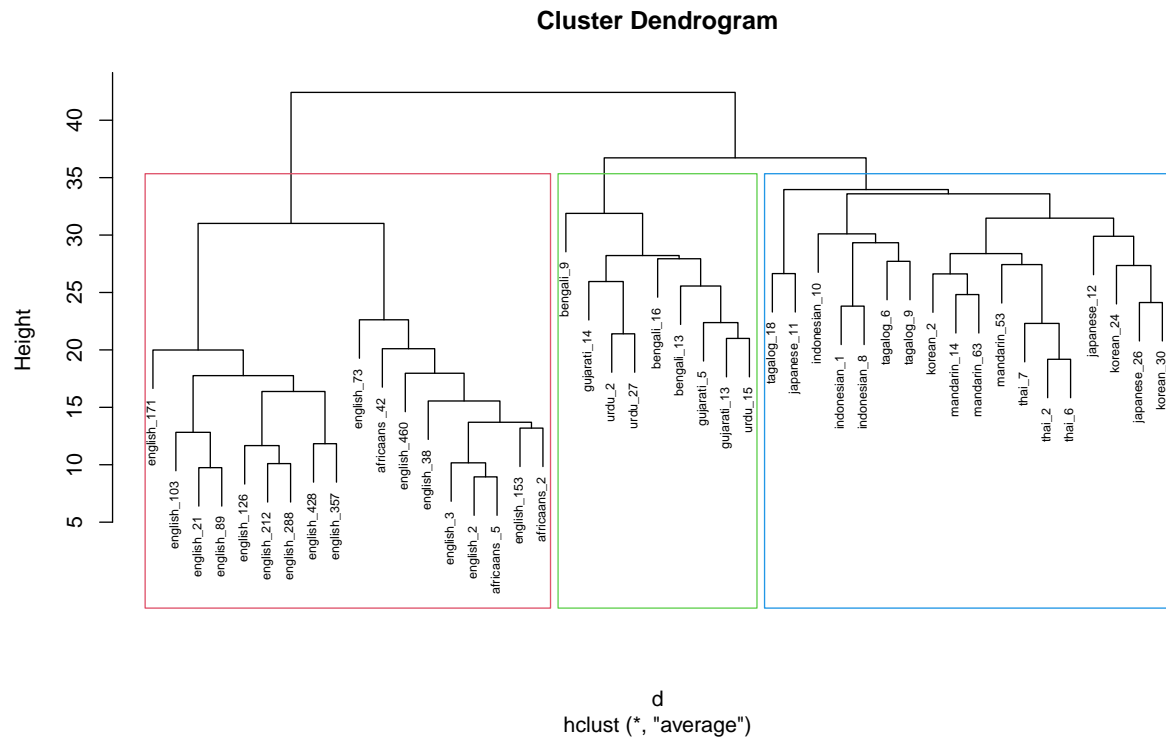 Cluster Dendrogram
Height
40
35
30
25
20
15
10
5
english_171
english_103
english_21
english_89
english_126
english_212
english_288
english_428
english_357
english_73
africaans_42
english_460
english_38
english_3
english_2
africaans_5
english_153
africaans_2
bengali_9
gujarati_14
urdu_2
urdu_27
bengali_16
bengali_13
gujarati_5
gujarati_13
urdu_15
tagalog_18
japanese_11
indonesian_10
indonesian_1
indonesian_8
tagalog_6
tagalog_9
korean_2
mandarin_14
mandarin_63
mandarin_53
thai_7
thai_2
thai_6
japanese_12
korean_24
japanese_26
korean_30
d
hclust (*, "average")